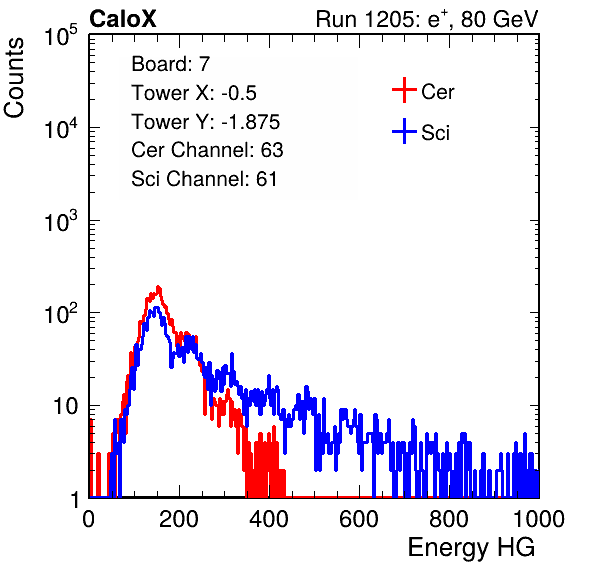 CaloX Run 1205: e⁺, 80 GeV
Counts
Board: 7
Tower X: -0.5
Tower Y: -1.875
Cer Channel: 63
Sci Channel: 61
Cer
Sci
10⁵
10⁴
10³
10²
10
1
0 200 400 600 800 1000
Energy HG